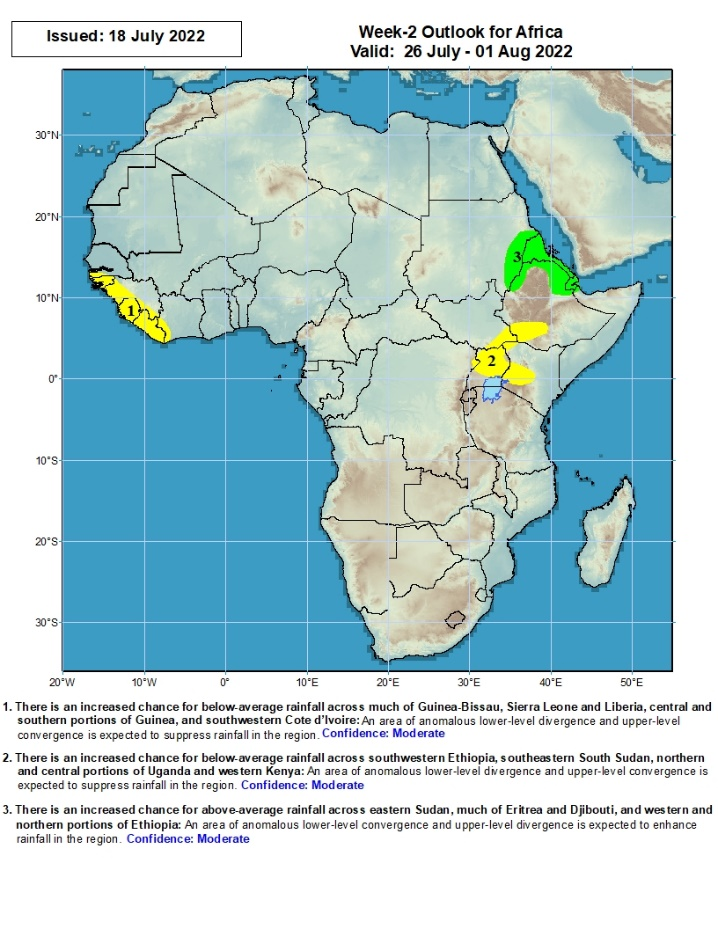 Issued: 18 July 2022
Week-2 Outlook for Africa
Valid: 26 July - 01 Aug 2022
30°N
20°N
10°N
0°
10°S
20°S
30°S
1
2
3
20°W 10°W 0° 10°E 20°E 30°E 40°E 50°E
1. There is an increased chance for below-average rainfall across much of Guinea-Bissau, Sierra Leone and Liberia, central and
southern portions of Guinea, and southwestern Cote d'Ivoire: An area of anomalous lower-level divergence and upper-level
convergence is expected to suppress rainfall in the region. Confidence: Moderate
2. There is an increased chance for below-average rainfall across southwestern Ethiopia, southeastern South Sudan, northern
and central portions of Uganda and western Kenya: An area of anomalous lower-level divergence and upper-level convergence is
expected to suppress rainfall in the region. Confidence: Moderate
3. There is an increased chance for above-average rainfall across eastern Sudan, much of Eritrea and Djibouti, and western and
northern portions of Ethiopia: An area of anomalous lower-level convergence and upper-level divergence is expected to enhance
rainfall in the region. Confidence: Moderate